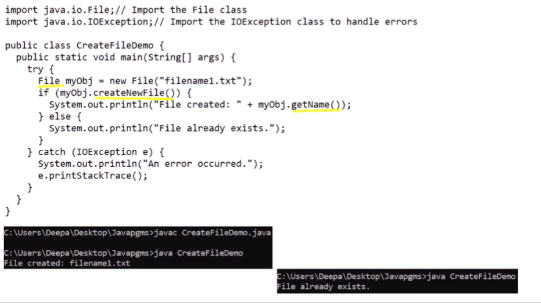 import java.io.File;// Import the File class
import java.io.IOException;// Import the IOException class to handle errors

public class CreateFileDemo {
  public static void main(String[] args) {
    try {
      File myObj = new File("filename1.txt");
      if (myObj.createNewFile()) {
        System.out.println("File created: " + myObj.getName());
      } else {
        System.out.println("File already exists.");
      }
    } catch (IOException e) {
      System.out.println("An error occurred.");
      e.printStackTrace();
    }
  }
}
C:\Users\Deepa\Desktop\Javapgms>javac CreateFileDemo.java
C:\Users\Deepa\Desktop\Javapgms>java CreateFileDemo
File created: filename1.txt
C:\Users\Deepa\Desktop\Javapgms>java CreateFileDemo
File already exists.